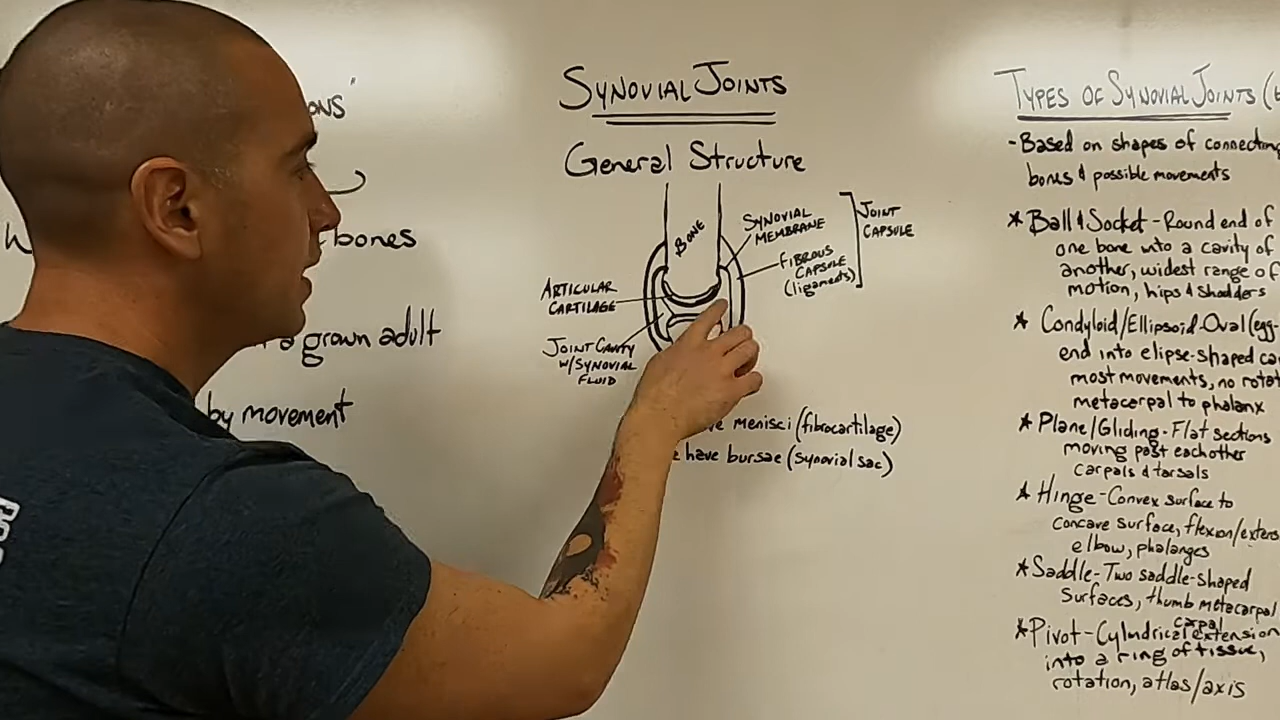 bones
a grown adult
by movement
Synovial Joints
General Structure
Bone
Synovial
Membrane
Fibrous
Capsule
(ligaments)
Joint
Capsule
Articular
Cartilage
Joint Cavity
w/Synovial
Fluid
menisci (fibrocartilage)
have bursae (synovial sac)
Types of Synovial Joints (
-Based on shapes of connecting
bones & possible movements
* Ball & Socket - Round end of
one bone into a cavity of
another, widest range of
motion, hips & shoulders
* Condyloid/Ellipsoid - Oval (egg-
end into elipse-shaped
most movements, no
metacarpal to phalanx
* Plane/Gliding - Flat sections
moving past eachother
carpals & tarsals
* Hinge - Convex surface to
concave surface, flexion/extens
elbow, phalanges
* Saddle - Two saddle-shaped
surfaces, thumb metacarpal
carpal
* Pivot - Cylindrical extension
into a ring of tissue,
rotation, atlas/axis